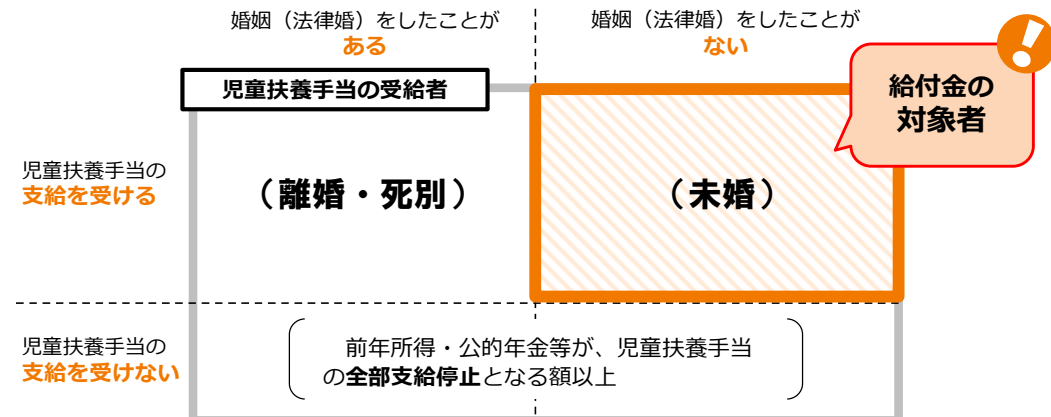 婚姻（法律婚）をしたことが
ある
婚姻（法律婚）をしたことが
ない
児童扶養手当の受給者
給付金の
対象者
児童扶養手当の
支給を受ける
（離婚・死別）
（未婚）
児童扶養手当の
支給を受けない
前年所得・公的年金等が、児童扶養手当
の全部支給停止となる額以上